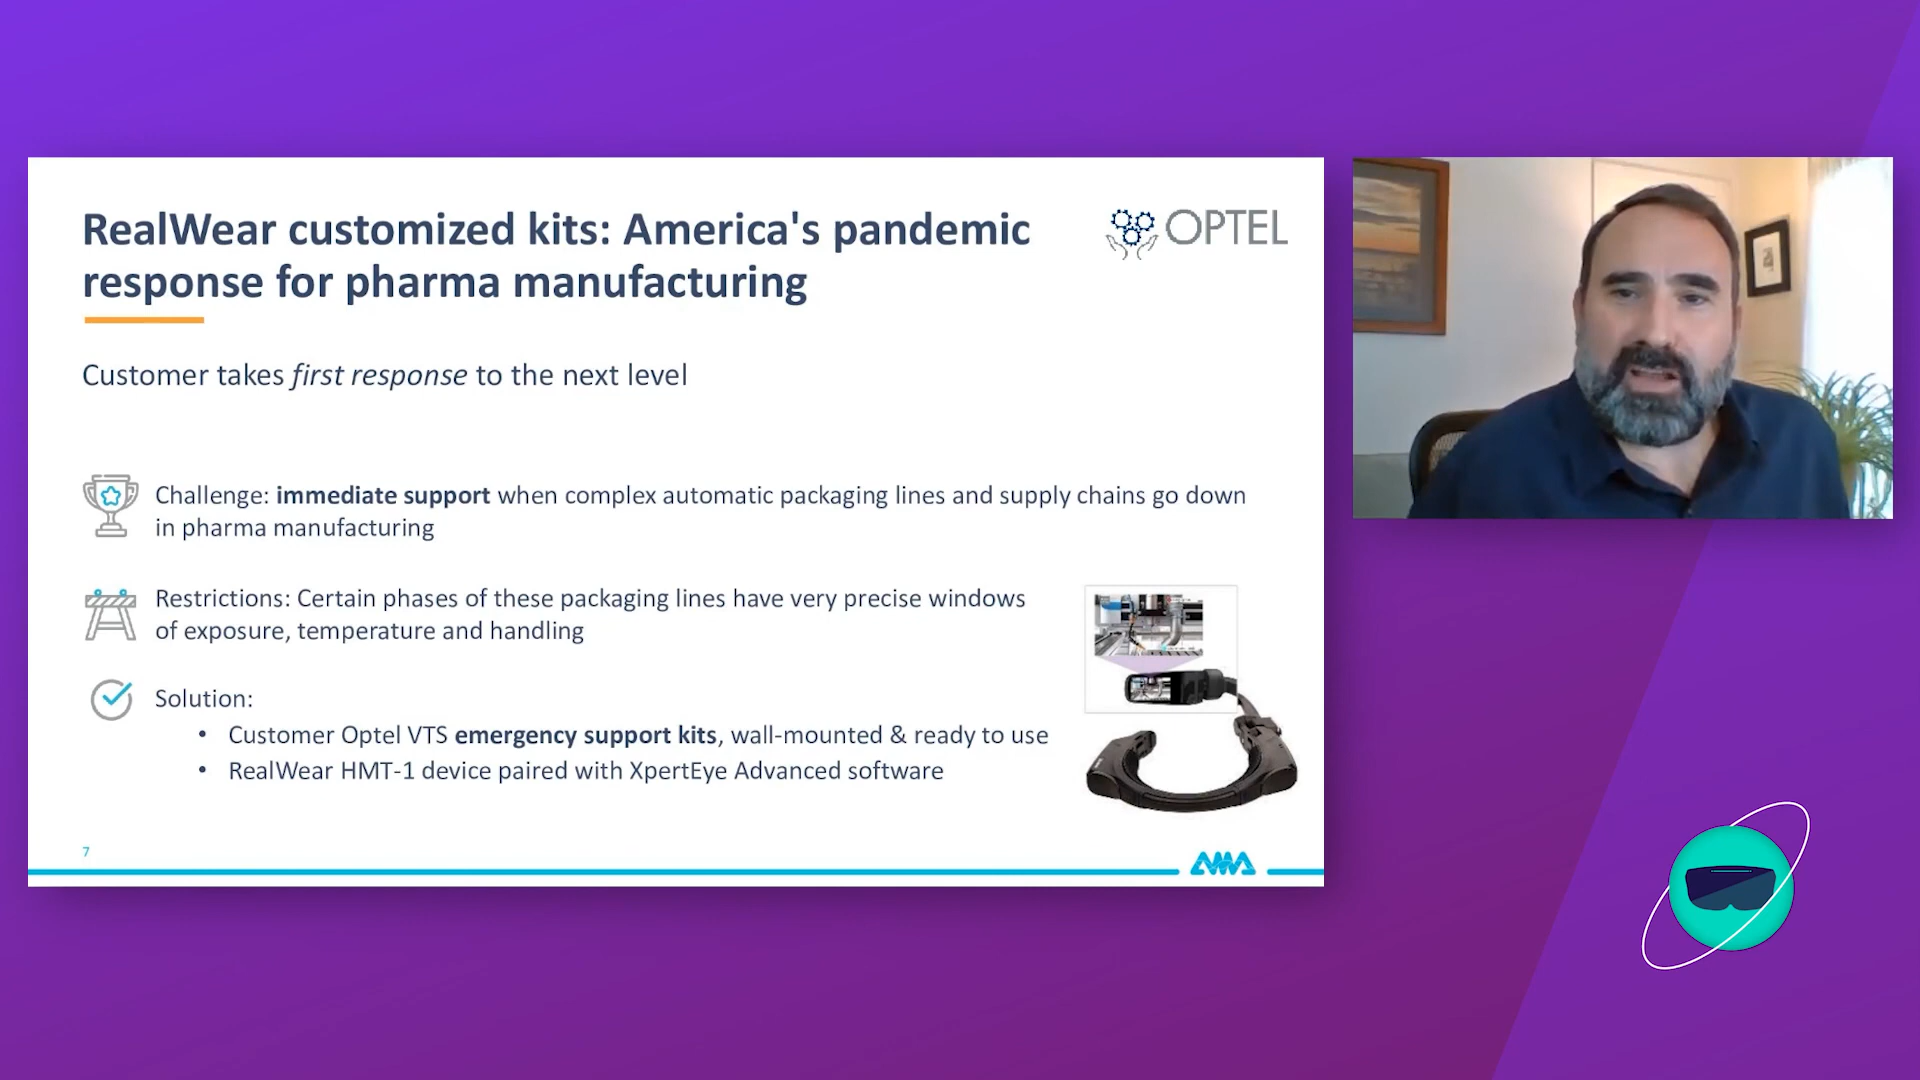 RealWear customized kits: America's pandemic
response for pharma manufacturing
OPTEL
Customer takes first response to the next level
Challenge: immediate support when complex automatic packaging lines and supply chains go down
in pharma manufacturing
Restrictions: Certain phases of these packaging lines have very precise windows
of exposure, temperature and handling
Solution:
• Customer Optel VTS emergency support kits, wall-mounted & ready to use
• RealWear HMT-1 device paired with XpertEye Advanced software
7
AMA